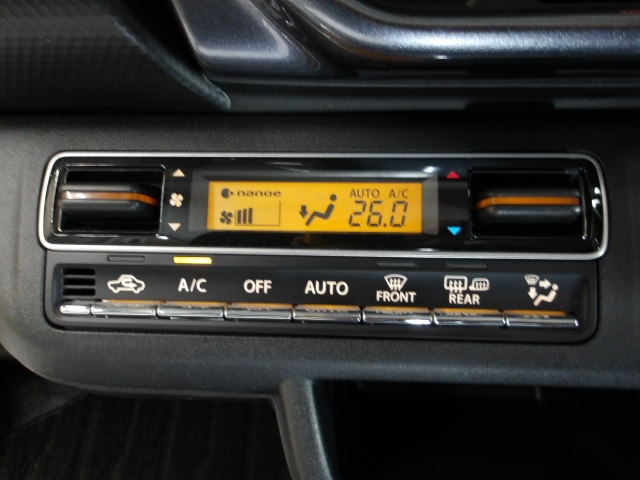 nanoe AUTO A/C
26.0
A/C OFF AUTO FRONT REAR